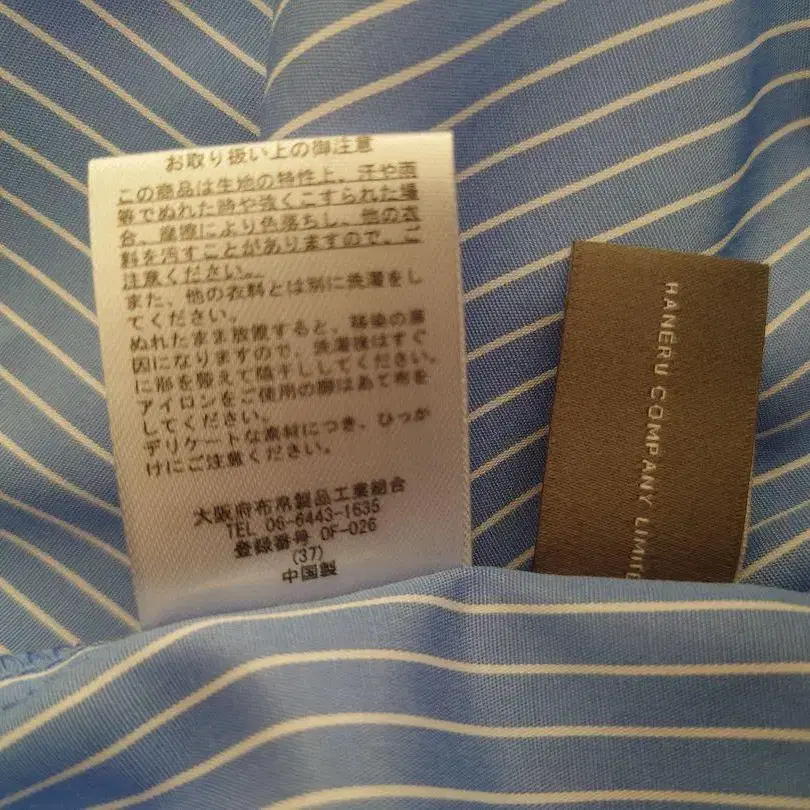 お取り扱い上の御注意
この商品は生地の特性上、汗や雨
等でぬれた時や強くこすられた場
合、摩擦により色落ちし、他の衣
料を汚すことがありますので、ご
注意ください。
また、他の衣料とは別に洗濯をし
てください。
ぬれたまま放置すると、移染の原
因になりますので、洗濯後はすぐ
に形を整えて陰干ししてください。
アイロンをご使用の際はあて布を
してください。
デリケートな素材につき、ひっか
けにご注意ください。
大阪府布帛製品工業組合
TEL 06-6443-1635
登録番号 OF-026
(37)
中国製
HANERU COMPANY LIMITE